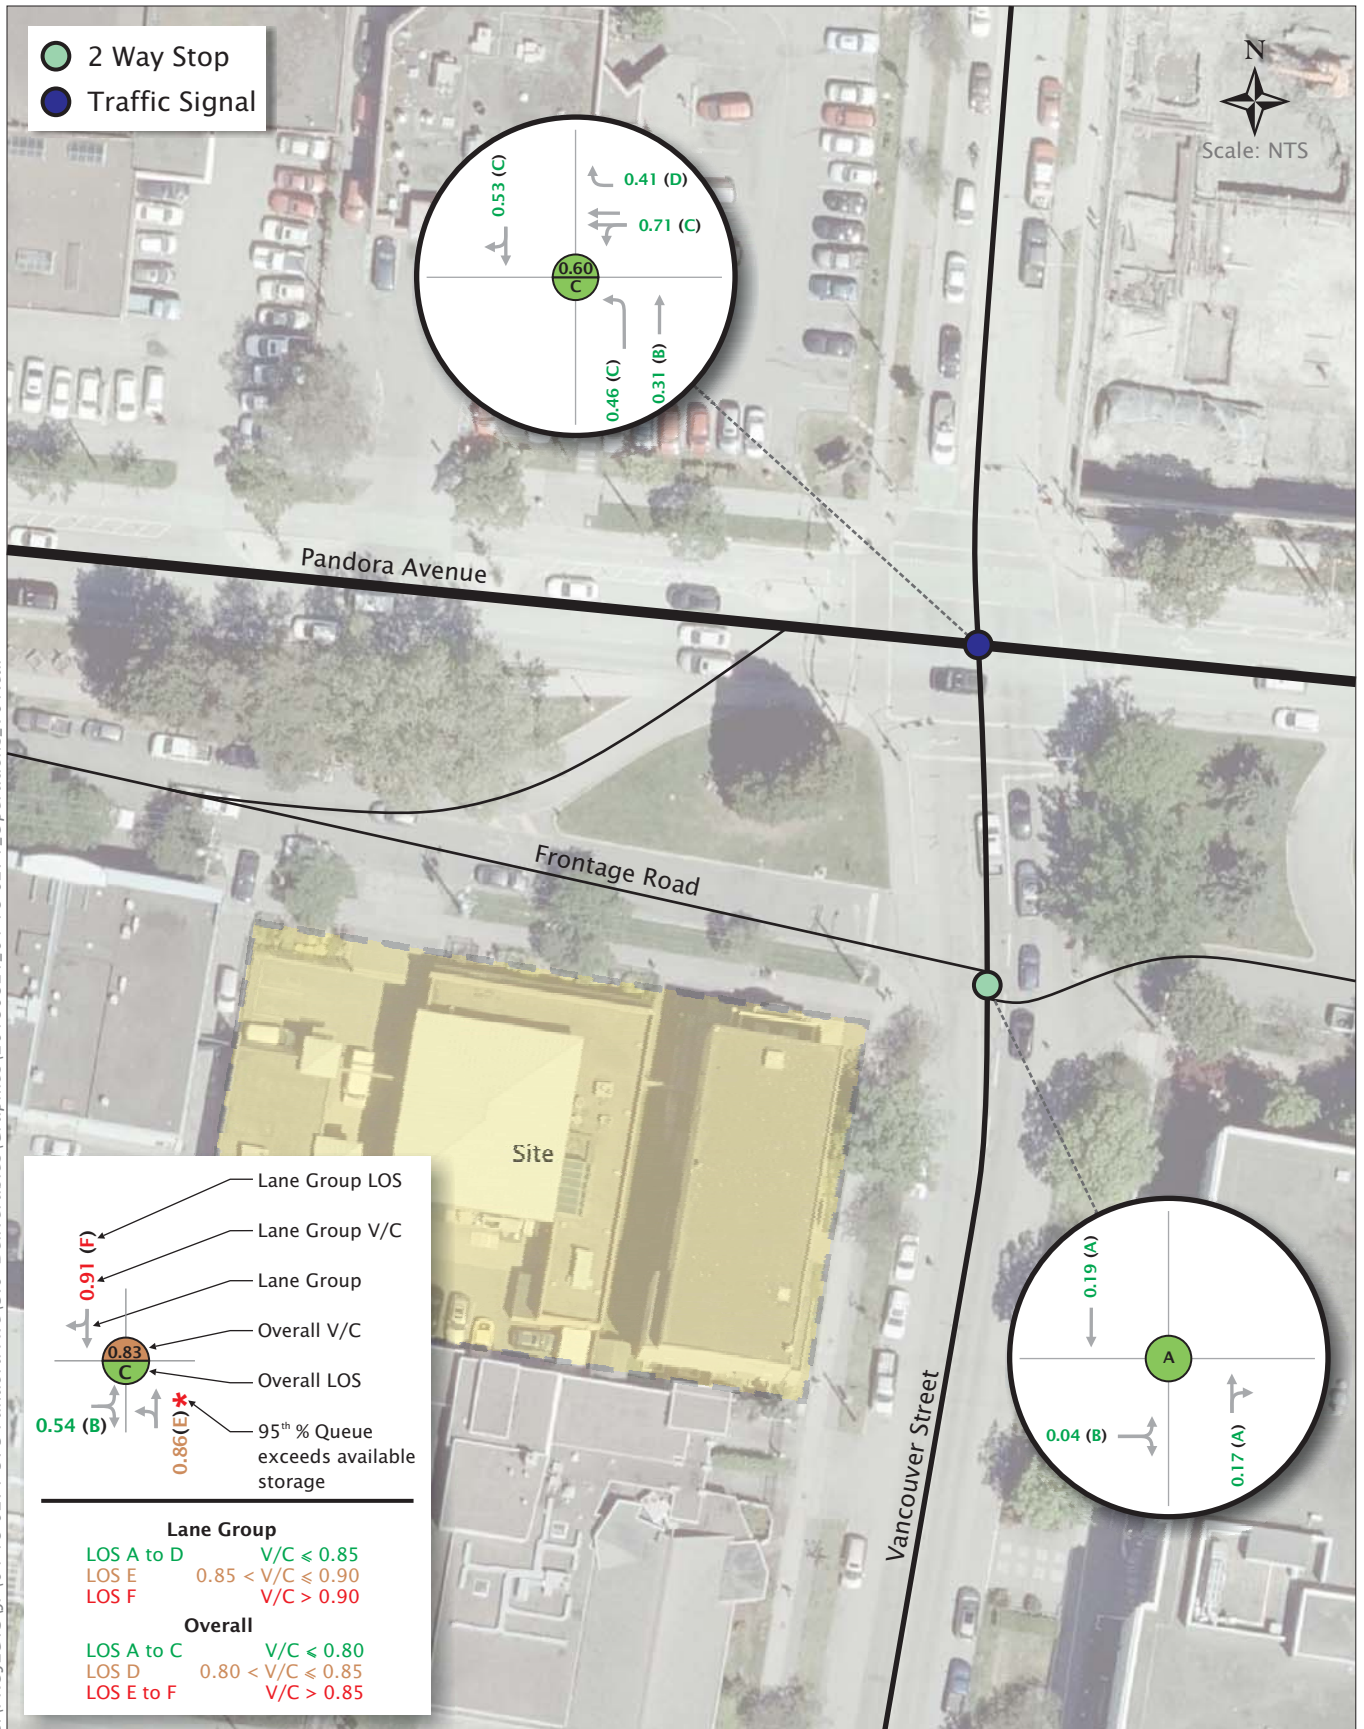 2 Way Stop
Traffic Signal
N
Scale: NTS
0.53 (C)
0.41 (D)
0.71 (C)
0.60
C
0.46 (C)
0.31 (B)
Pandora Avenue
Frontage Road
Site
Vancouver Street
0.19 (A)
A
0.04 (B)
0.17 (A)
Lane Group LOS
Lane Group V/C
Lane Group
Overall V/C
Overall LOS
95th % Queue
exceeds available
storage
0.91 (F)
0.83
C
0.54 (B)
0.86(E)*
Lane Group
LOS A to D V/C ⩽ 0.85
LOS E 0.85 < V/C ⩽ 0.90
LOS F V/C > 0.90
Overall
LOS A to C V/C ⩽ 0.80
LOS D 0.80 < V/C ⩽ 0.85
LOS E to F V/C > 0.85